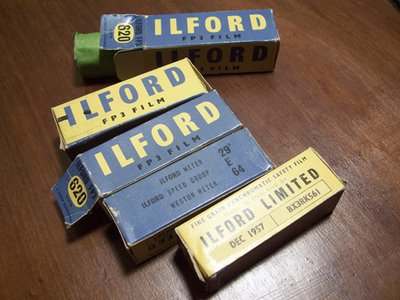 ILFORD
FP3 FILM
620
ILFORD
FP3 FILM
ILFORD
FP3 FILM
620
ILFORD METER 29°
ILFORD SPEED GROUP E
WESTON METER 64
FINE GRAIN PANCHROMATIC SAFETY FILM
ILFORD LIMITED
DEC 1957 BX3RK561